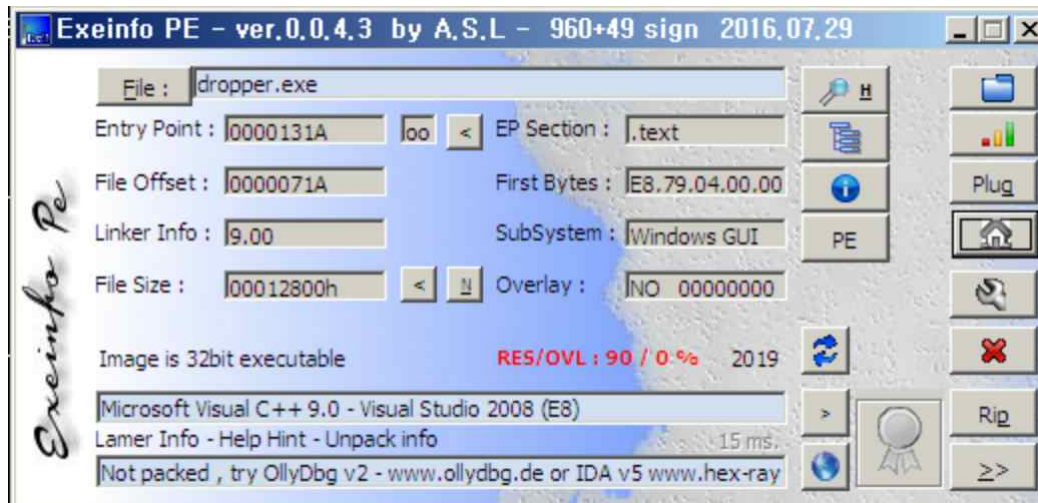 Exeinfo PE - ver.0.0.4.3 by A.S.L - 960+49 sign 2016.07.29
Exeinfo Pe
File : dropper.exe H
Entry Point : 0000131A oo < EP Section : .text
File Offset : 0000071A First Bytes : E8.79.04.00.00 Plug
Linker Info : 9.00 SubSystem : Windows GUI PE
File Size : 00012800h < N Overlay : NO 00000000
Image is 32bit executable RES/OVL : 90 / 0 % 2019
Microsoft Visual C++ 9.0 - Visual Studio 2008 (E8) > Rip
Lamer Info - Help Hint - Unpack info 15 ms.
Not packed , try OllyDbg v2 - www.ollydbg.de or IDA v5 www.hex-ray >>